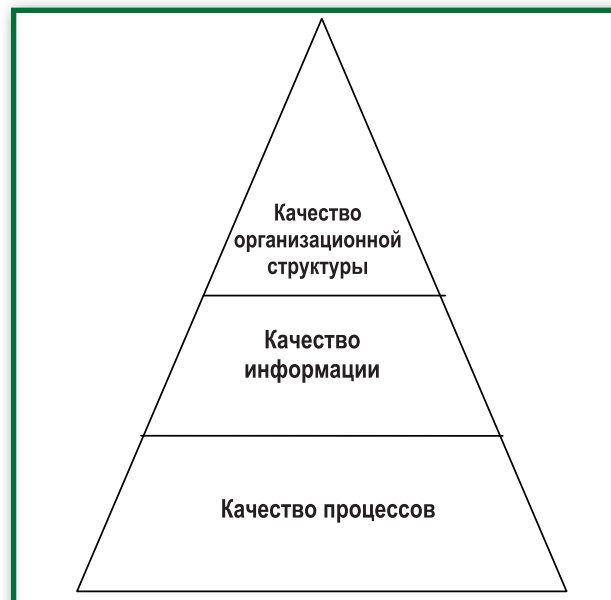 Качество
организационной
структуры
Качество
информации
Качество процессов